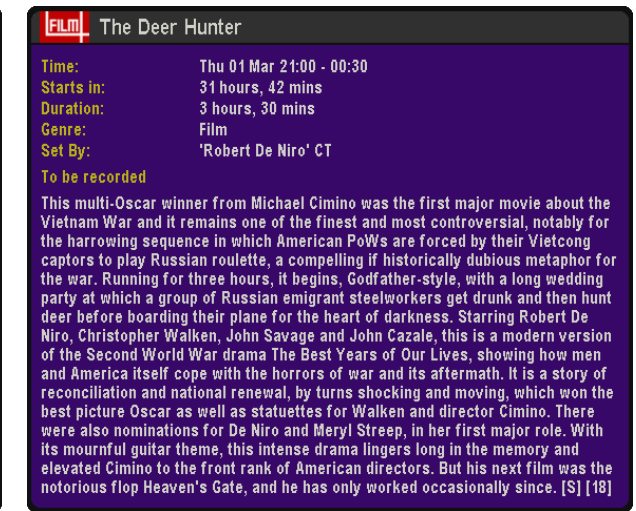 FILM4 The Deer Hunter
Time: Thu 01 Mar 21:00 - 00:30
Starts in: 31 hours, 42 mins
Duration: 3 hours, 30 mins
Genre: Film
Set By: 'Robert De Niro' CT
To be recorded
This multi-Oscar winner from Michael Cimino was the first major movie about the
Vietnam War and it remains one of the finest and most controversial, notably for
the harrowing sequence in which American PoWs are forced by their Vietcong
captors to play Russian roulette, a compelling if historically dubious metaphor for
the war. Running for three hours, it begins, Godfather-style, with a long wedding
party at which a group of Russian emigrant steelworkers get drunk and then hunt
deer before boarding their plane for the heart of darkness. Starring Robert De
Niro, Christopher Walken, John Savage and John Cazale, this is a modern version
of the Second World War drama The Best Years of Our Lives, showing how men
and America itself cope with the horrors of war and its aftermath. It is a story of
reconciliation and national renewal, by turns shocking and moving, which won the
best picture Oscar as well as statuettes for Walken and director Cimino. There
were also nominations for De Niro and Meryl Streep, in her first major role. With
its mournful guitar theme, this intense drama lingers long in the memory and
elevated Cimino to the front rank of American directors. But his next film was the
notorious flop Heaven's Gate, and he has only worked occasionally since. [S] [18]